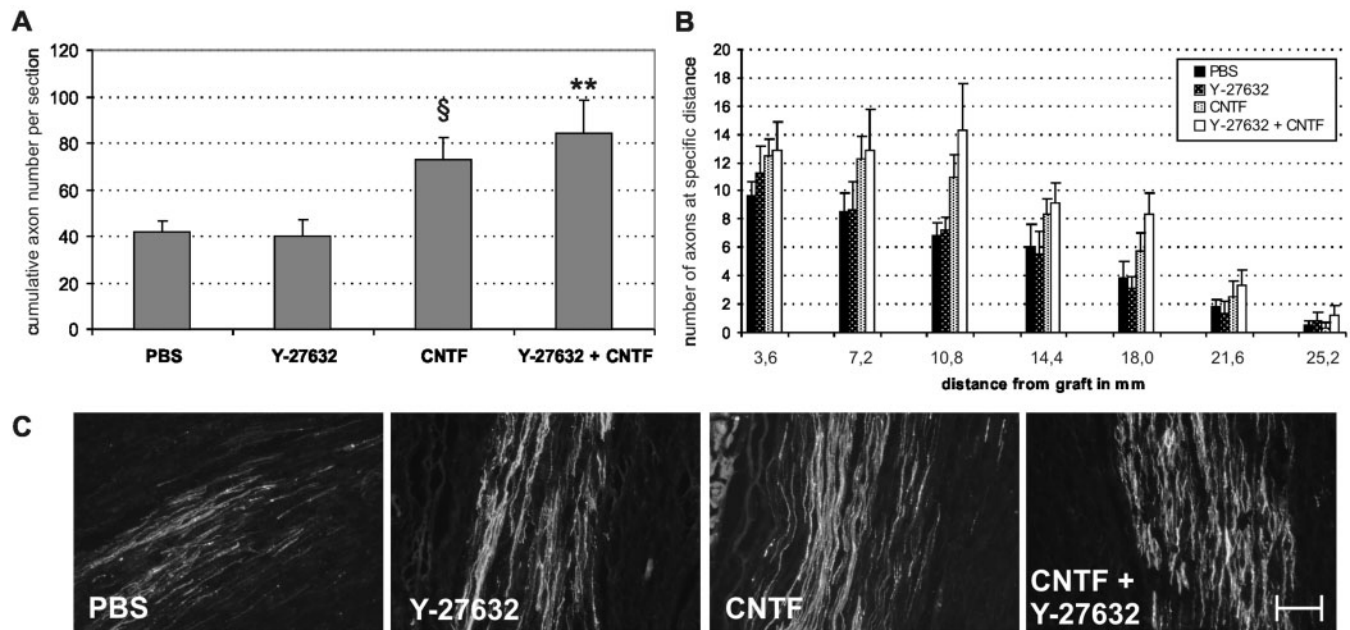 A
cumulative axon number per section
120
100
80
60
40
20
0
§
**
PBS
Y-27632
CNTF
Y-27632 + CNTF
B
number of axons at specific distance
20
18
16
14
12
10
8
6
4
2
0
PBS
Y-27632
CNTF
Y-27632 + CNTF
3,6
7,2
10,8
14,4
18,0
21,6
25,2
distance from graft in mm
C
PBS
Y-27632
CNTF
CNTF +
Y-27632